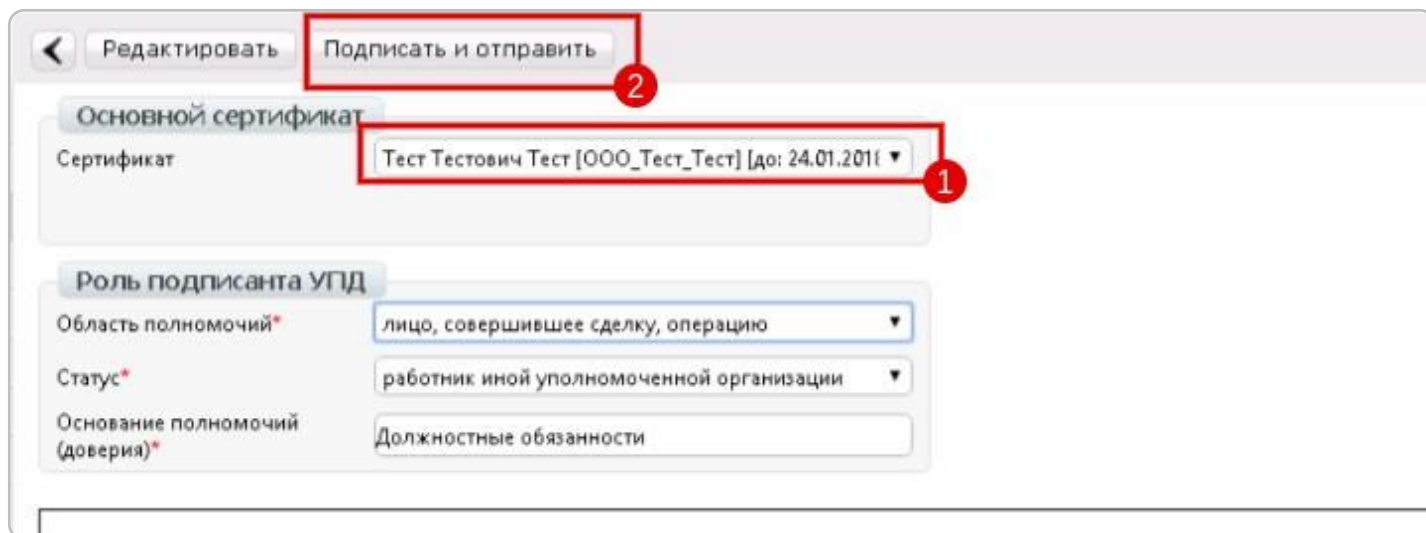 Редактировать Подписать и отправить
2
Основной сертификат
Сертификат Тест Тестович Тест [ООО_Тест_Тест] [до: 24.01.2018
1
Роль подписанта УПД
Область полномочий* лицо, совершившее сделку, операцию
Статус* работник иной уполномоченной организации
Основание полномочий
(доверия)* Должностные обязанности